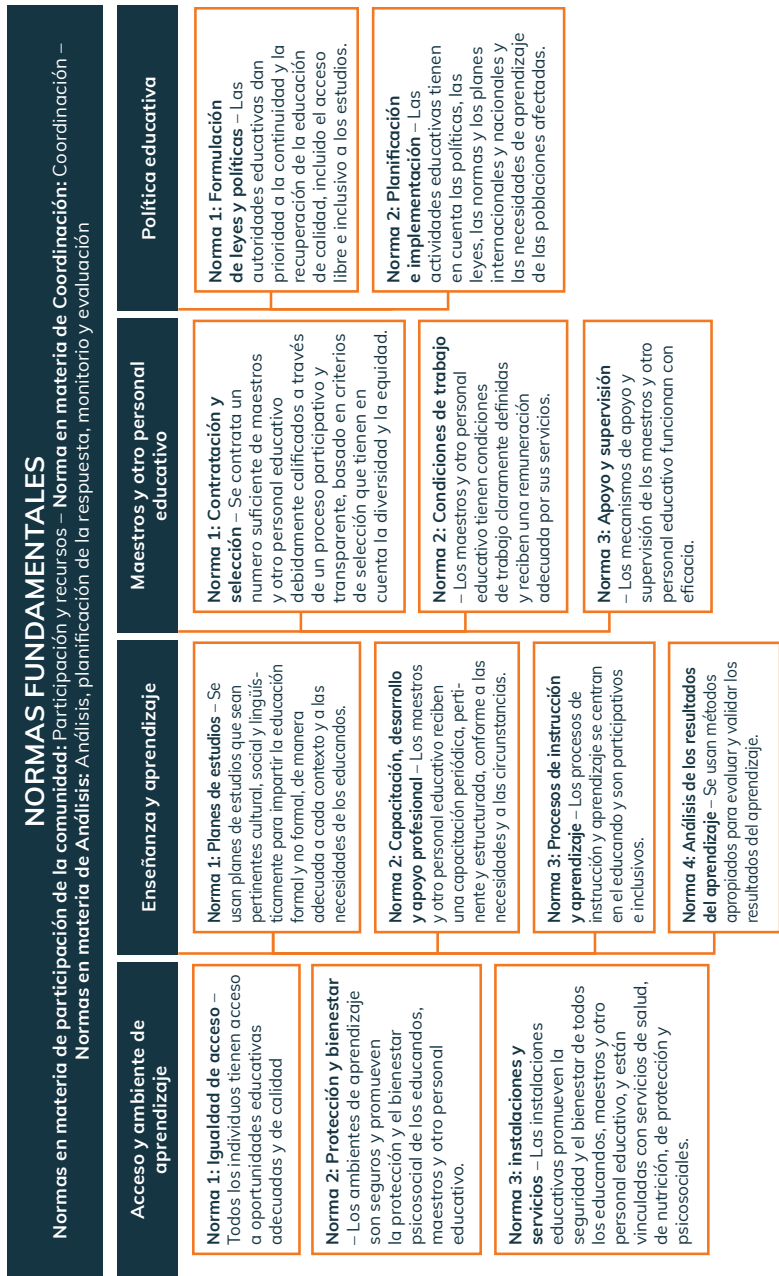 NORMAS FUNDAMENTALES
Normas en materia de participación de la comunidad: Participación y recursos – Norma en materia de Coordinación: Coordinación –
Normas en materia de Análisis: Análisis, planificación de la respuesta, monitorio y evaluación
Acceso y ambiente de
aprendizaje
Norma 1: Igualdad de acceso –
Todos los individuos tienen acceso
a oportunidades educativas
adecuadas y de calidad
Norma 2: Protección y bienestar
– Los ambientes de aprendizaje
son seguros y promueven
la protección y el bienestar
psicosocial de los educandos,
maestros y otro personal
educativo.
Norma 3: instalaciones y
servicios – Las instalaciones
educativas promueven la
seguridad y el bienestar de todos
los educandos, maestros y otro
personal educativo, y están
vinculadas con servicios de salud,
de nutrición, de protección y
psicosociales.
Enseñanza y aprendizaje
Norma 1: Planes de estudios – Se
usan planes de estudios que sean
pertinentes cultural, social y lingüís-
ticamente para impartir la educación
formal y no formal, de manera
adecuada a cada contexto y a las
necesidades de los educandos.
Norma 2: Capacitación, desarrollo
y apoyo profesional – Los maestros
y otro personal educativo reciben
una capacitación periódica, perti-
nente y estructurada, conforme a las
necesidades y a las circunstancias.
Norma 3: Procesos de instrucción
y aprendizaje – Los procesos de
instrucción y aprendizaje se centran
en el educando y son participativos
e inclusivos.
Norma 4: Análisis de los resultados
del aprendizaje – Se usan métodos
apropiados para evaluar y validar los
resultados del aprendizaje.
Maestros y otro personal
educativo
Norma 1: Contratación y
selección – Se contrata un
numero suficiente de maestros
y otro personal educativo
debidamente calificados a través
de un proceso participativo y
transparente, basado en criterios
de selección que tienen en
cuenta la diversidad y la equidad.
Norma 2: Condiciones de trabajo
– Los maestros y otro personal
educativo tienen condiciones
de trabajo claramente definidas
y reciben una remuneración
adecuada por sus servicios.
Norma 3: Apoyo y supervisión
– Los mecanismos de apoyo y
supervisión de los maestros y otro
personal educativo funcionan con
eficacia.
Política educativa
Norma 1: Formulación
de leyes y políticas – Las
autoridades educativas dan
prioridad a la continuidad y la
recuperación de la educación
de calidad, incluido el acceso
libre e inclusivo a los estudios.
Norma 2: Planificación
e implementación – Las
actividades educativas tienen
en cuenta las políticas, las
leyes, las normas y los planes
internacionales y nacionales y
las necesidades de aprendizaje
de las poblaciones afectadas.